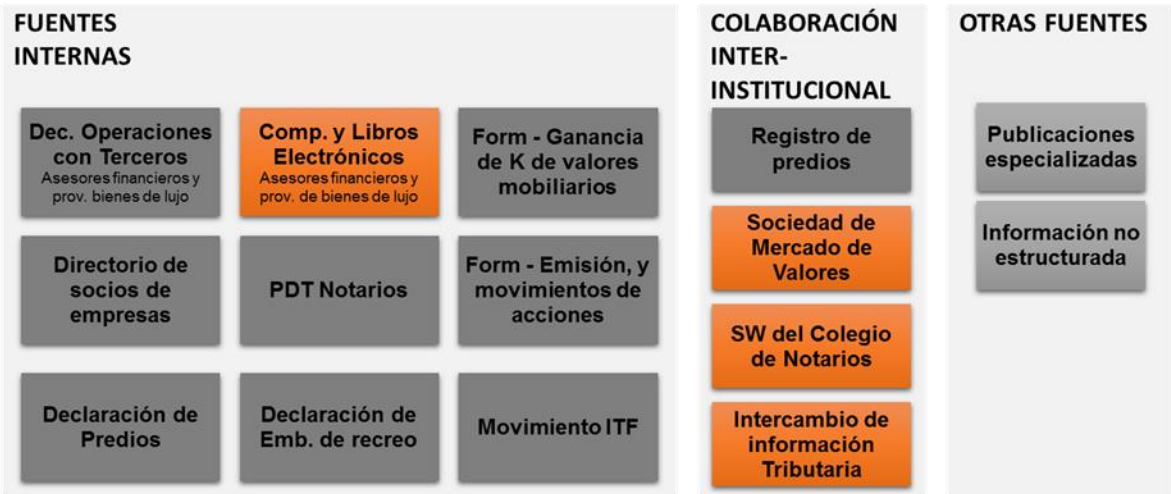 FUENTES
INTERNAS
Dec. Operaciones
con Terceros
Asesores financieros y
prov. bienes de lujo
Comp. y Libros
Electrónicos
Asesores financieros y
prov. de bienes de lujo
Form - Ganancia
de K de valores
mobiliarios
Directorio de
socios de
empresas
PDT Notarios
Form - Emisión, y
movimientos de
acciones
Declaración de
Predios
Declaración de
Emb. de recreo
Movimiento ITF
COLABORACIÓN
INTER-
INSTITUCIONAL
Registro de
predios
Sociedad de
Mercado de
Valores
SW del Colegio
de Notarios
Intercambio de
información
Tributaria
OTRAS FUENTES
Publicaciones
especializadas
Información no
estructurada